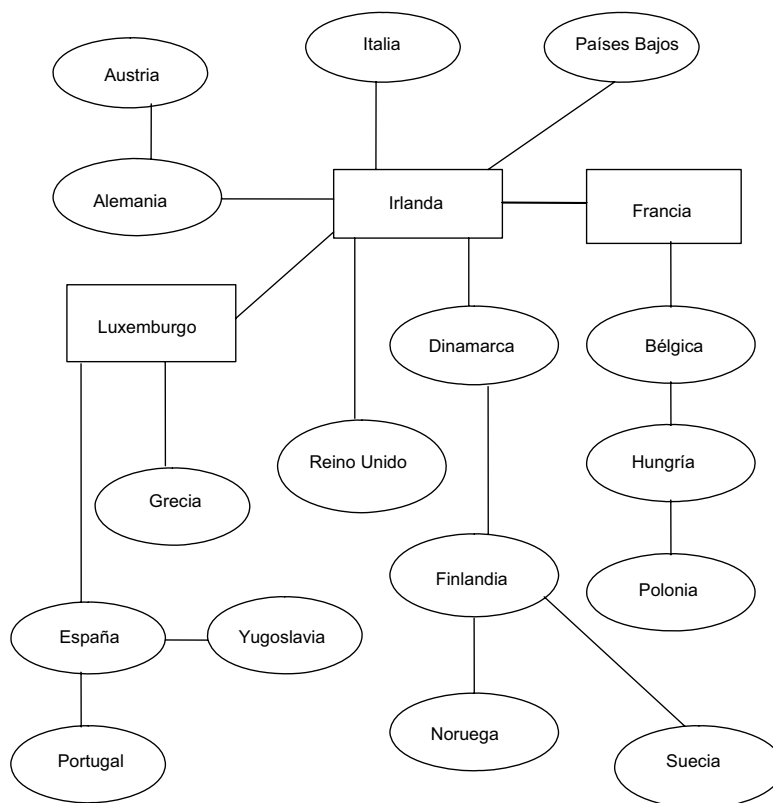 Italia
Países Bajos
Austria
Alemania
Irlanda
Francia
Luxemburgo
Dinamarca
Bélgica
Reino Unido
Hungría
Grecia
Finlandia
Polonia
España
Yugoslavia
Noruega
Portugal
Suecia